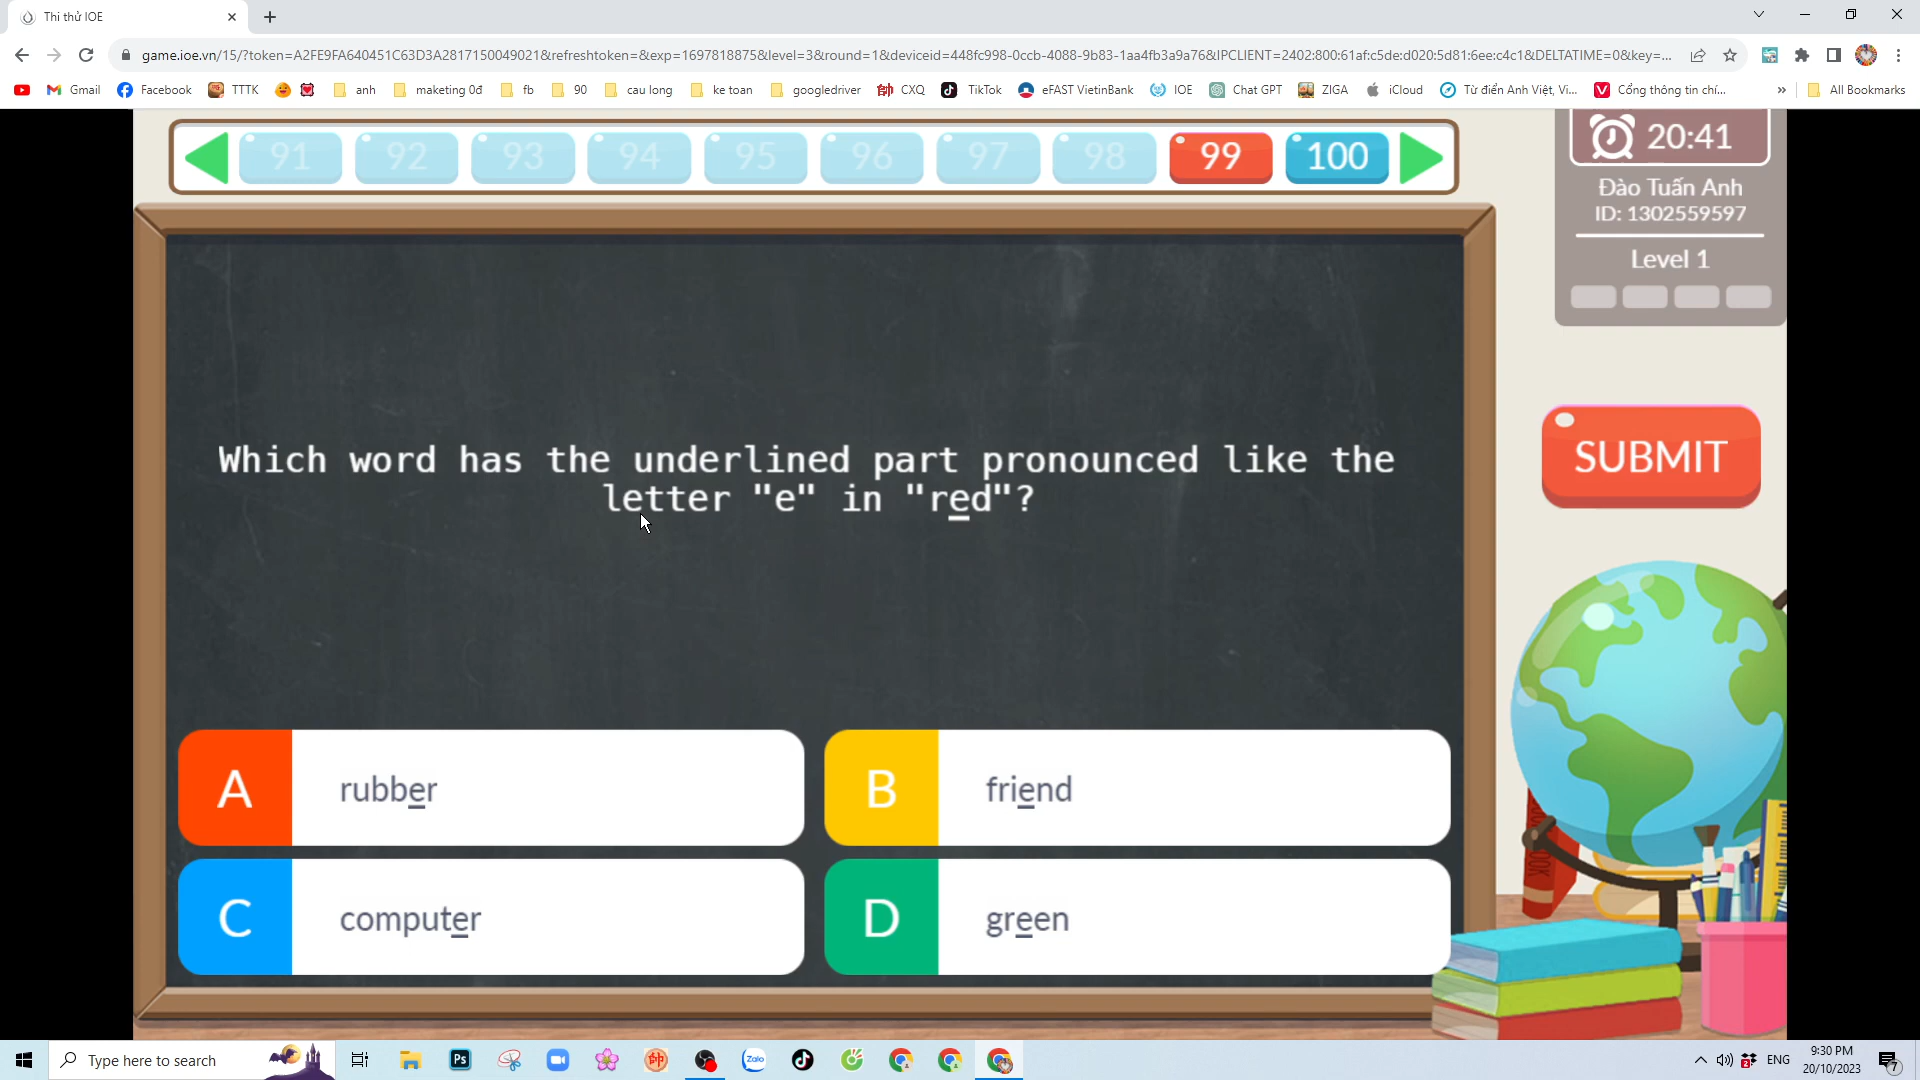 Thi thử IOE
game.ioe.vn/15/?token=A2FE9FA640451C63D3A2817150049021&refreshtoken=&exp=1697818875&level=3&round=1&deviceid=448fc998-0ccb-4088-9b83-1aa4fb3a9a76&IPCLIENT=2402:800:61af:c5de:d020:5d81:6ee:c4c1&DELTATIME=0&key=...
Gmail Facebook TTTK anh maketing 0đ fb 90 cau long ke toan googledriver CXQ TikTok eFAST VietinBank IOE Chat GPT ZIGA iCloud Từ điển Anh Việt, Vi... Cổng thông tin chí... » All Bookmarks
91 92 93 94 95 96 97 98 99 100
20:41
Đào Tuấn Anh
ID: 1302559597
Level 1
SUBMIT
Which word has the underlined part pronounced like the
letter "e" in "red"?
A rubber
B friend
C computer
D green
Type here to search
Ps
Zalo
ENG
9:30 PM
20/10/2023
7